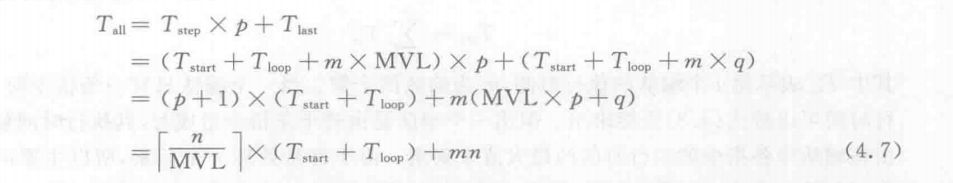 T_all = T_step × p + T_last
= (T_start + T_loop + m × MVL) × p + (T_start + T_loop + m × q)
= (p + 1) × (T_start + T_loop) + m(MVL × p + q)
= ⌈n/MVL⌉ × (T_start + T_loop) + mn (4.7)